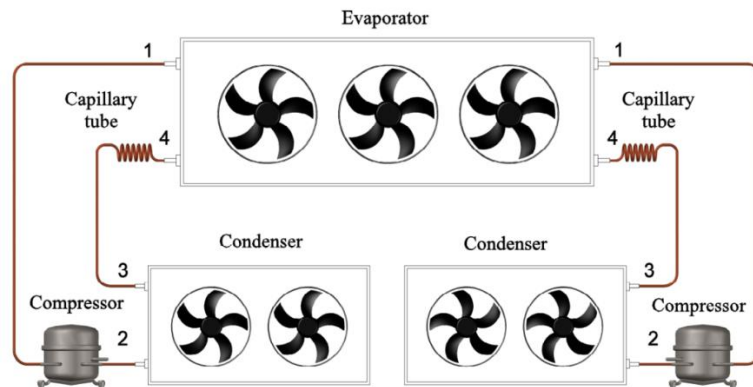 Evaporator
1
1
Capillary
tube
Capillary
tube
4
4
Condenser
Condenser
3
3
Compressor
Compressor
2
2